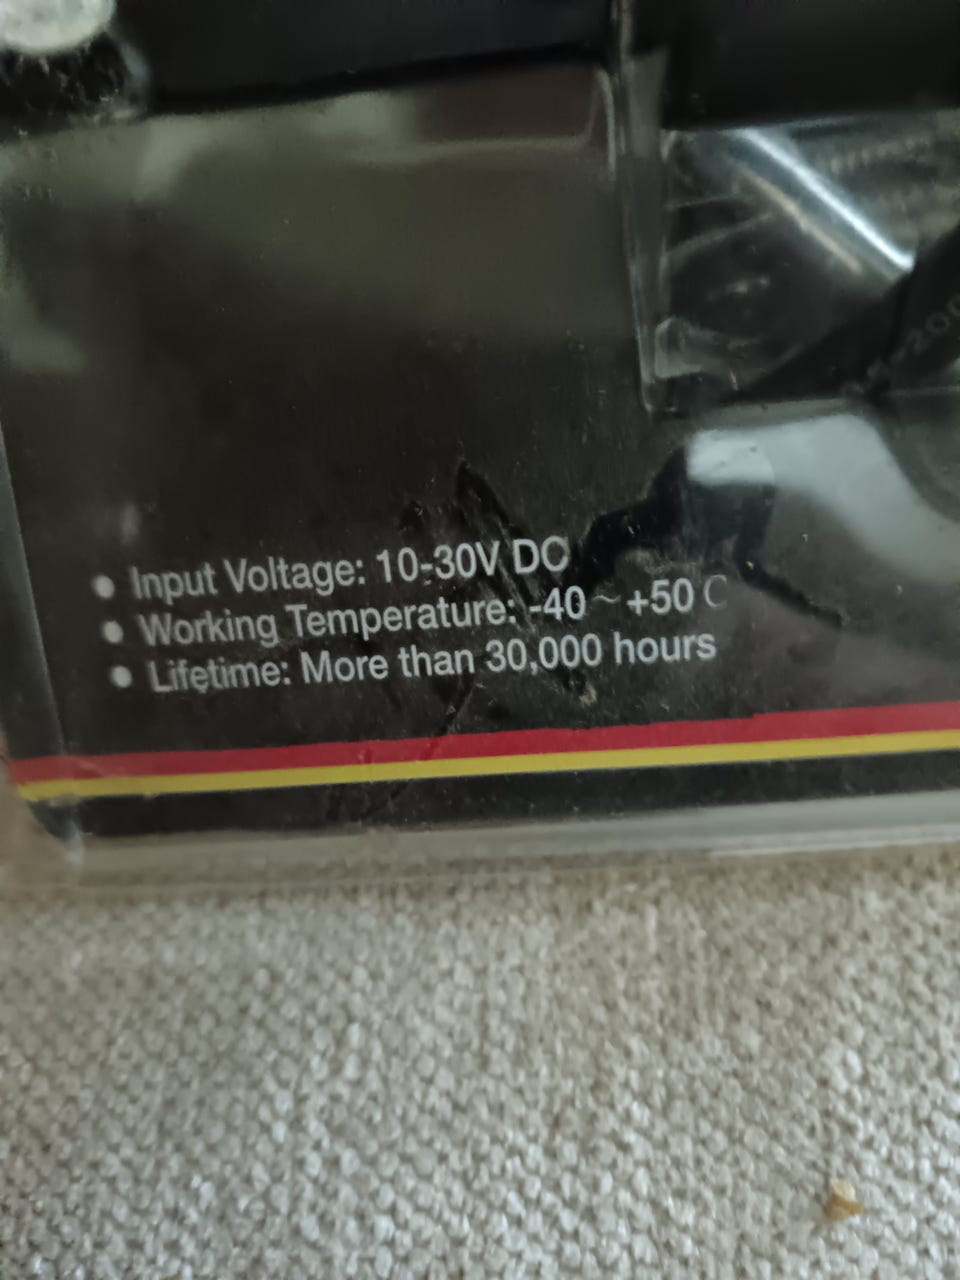 • Input Voltage: 10-30V DC
• Working Temperature: -40~+50 C
• Lifetime: More than 30,000 hours